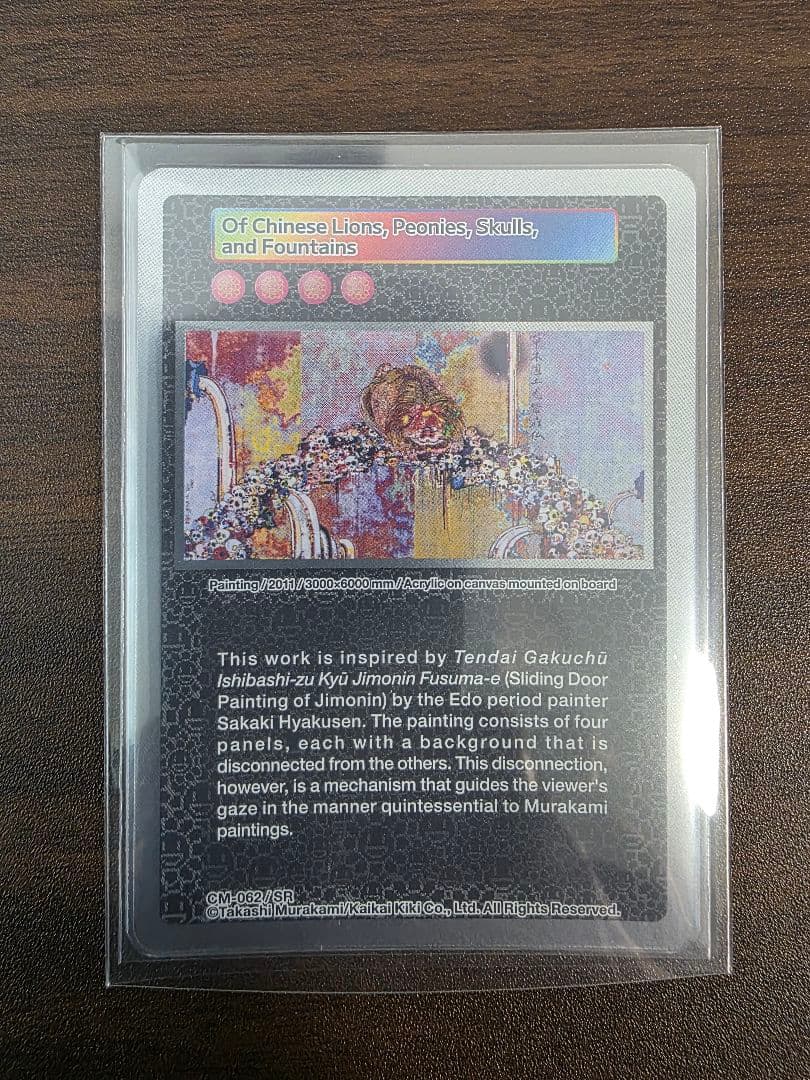 Of Chinese Lions, Peonies, Skulls,
and Fountains
Painting / 2011 / 3000×6000 mm / Acrylic on canvas mounted on board
This work is inspired by Tendai Gakuchū
Ishibashi-zu Kyū Jimonin Fusuma-e (Sliding Door
Painting of Jimonin) by the Edo period painter
Sakaki Hyakusen. The painting consists of four
panels, each with a background that is
disconnected from the others. This disconnection,
however, is a mechanism that guides the viewer's
gaze in the manner quintessential to Murakami
paintings.
CM-062 / SR
©Takashi Murakami/Kaikai Kiki Co., Ltd. All Rights Reserved.